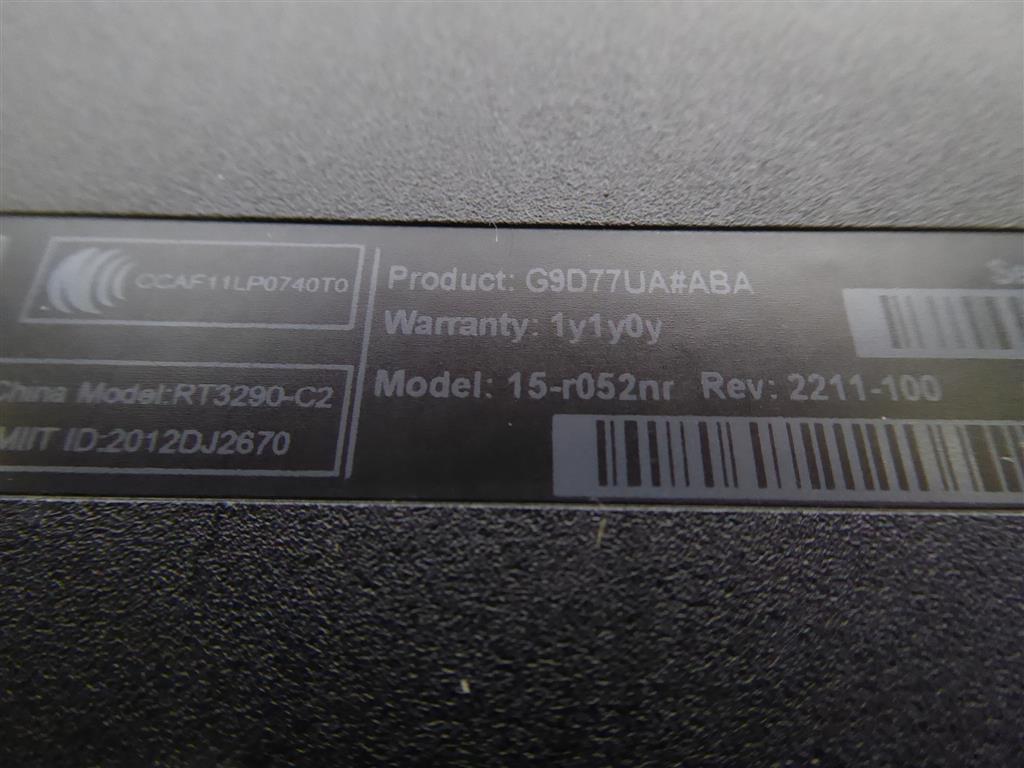 CCAF11LP0740T0
China Model:RT3290-C2
MIIT ID:2012DJ2670
Product: G9D77UA#ABA
Warranty: 1y1y0y
Model: 15-r052nr Rev: 2211-100